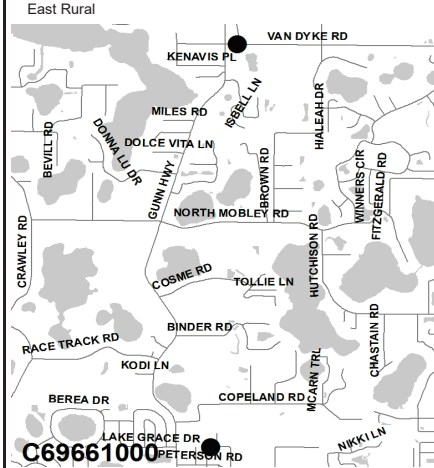 East Rural
VAN DYKE RD
KENAVIS PL
ISBELL LN
HIALEAH DR
MILES RD
BEVILL RD
DONNA LU DR
DOLCE VITA LN
GUNN HWY
BROWN RD
WINNERS CIR
FITZGERALD RD
NORTH MOBLEY RD
CRAWLEY RD
HUTCHISON RD
COSME RD
TOLLIE LN
BINDER RD
RACE TRACK RD
CHASTAIN RD
KODI LN
MCARN TRL
BEREA DR
COPELAND RD
LAKE GRACE DR
NIKKI LN
C69661000
PETERSON RD